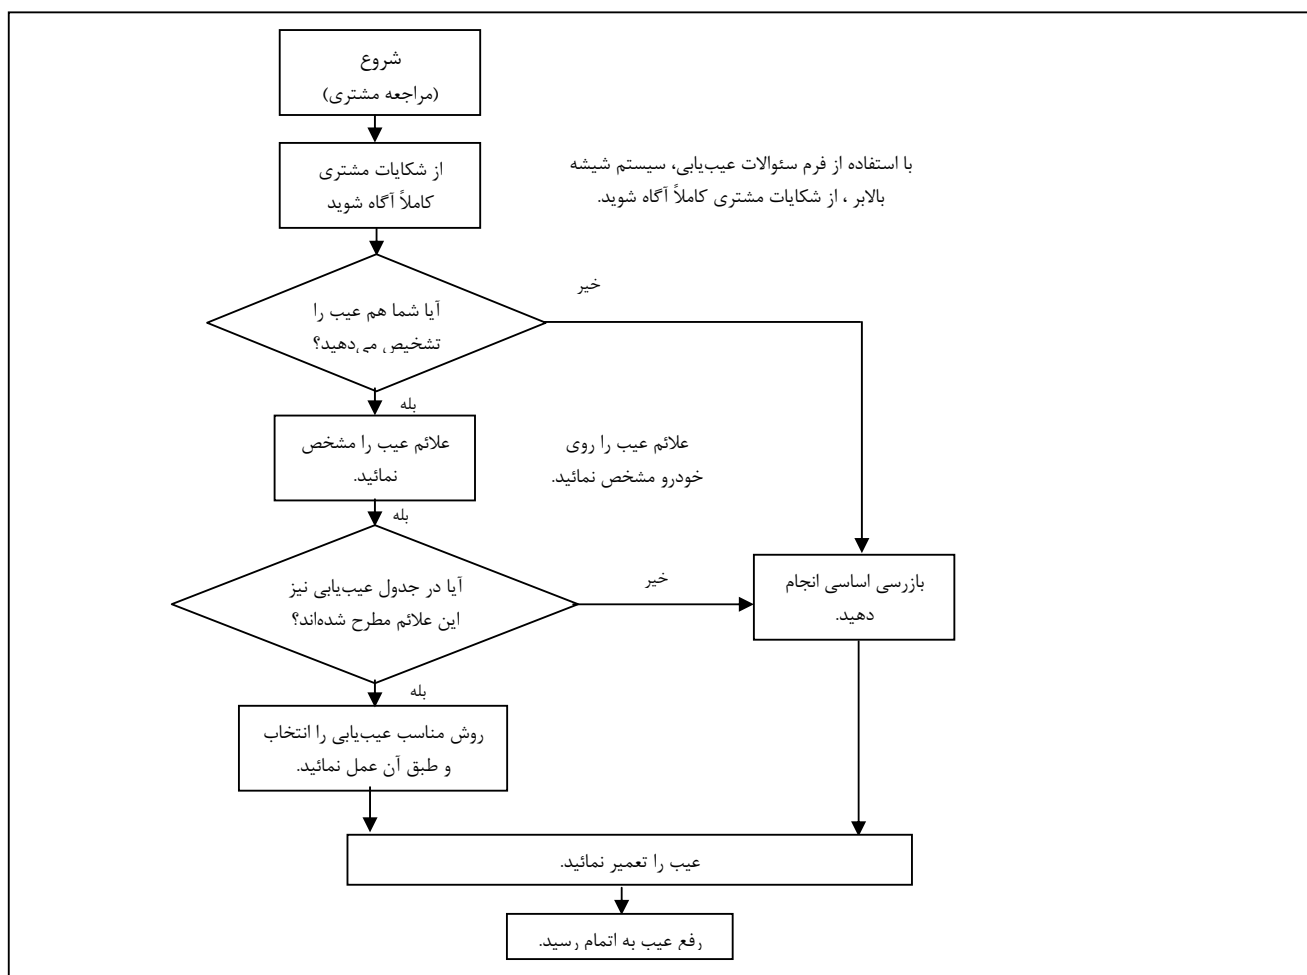 شروع
(مراجعه مشتری)
از شکایات مشتری
کاملاً آگاه شوید
با استفاده از فرم سئوالات عیب‌یابی، سیستم شیشه
بالابر ، از شکایات مشتری کاملاً آگاه شوید.
خیر
آیا شما هم عیب را
تشخیص می‌دهید؟
بله
علائم عیب را مشخص
نمائید.
علائم عیب را روی
خودرو مشخص نمائید.
بله
آیا در جدول عیب‌یابی نیز
این علائم مطرح شده‌اند؟
خیر
بازرسی اساسی انجام
دهید.
بله
روش مناسب عیب‌یابی را انتخاب
و طبق آن عمل نمائید.
عیب را تعمیر نمائید.
رفع عیب به اتمام رسید.